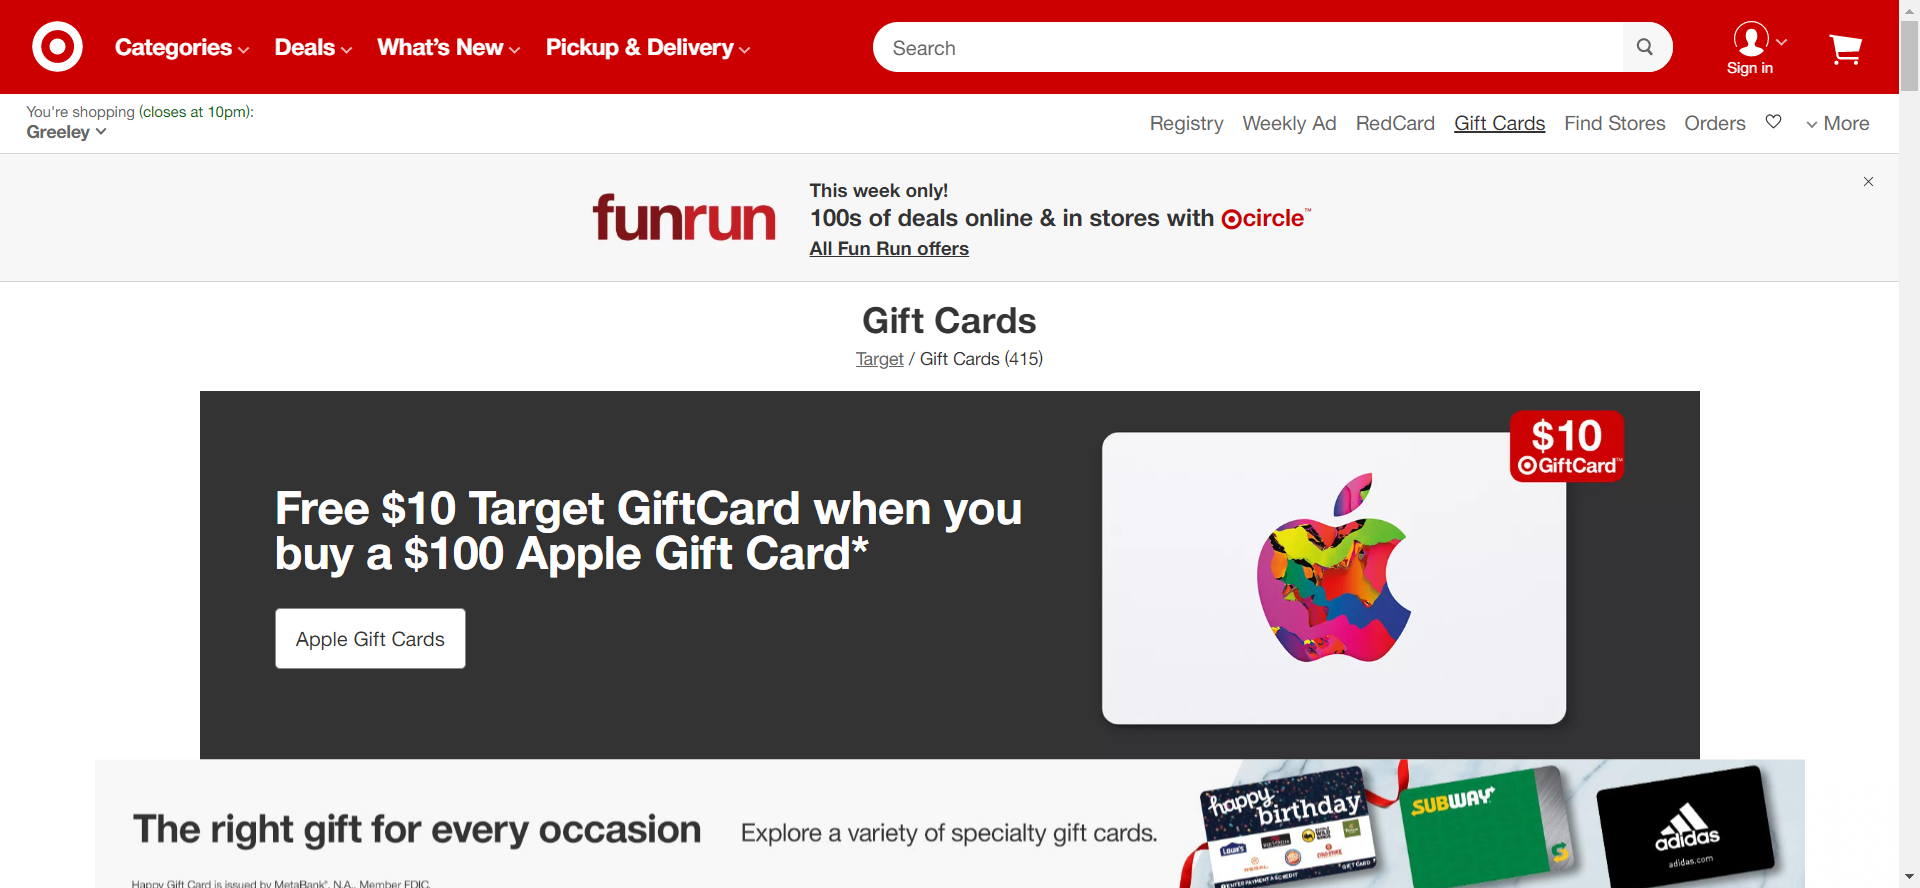 Categories
Deals
What's New
Pickup & Delivery
Search
Sign in
You're shopping (closes at 10pm):
Greeley
Registry
Weekly Ad
RedCard
Gift Cards
Find Stores
Orders
More
funrun
This week only!
100s of deals online & in stores with circle™
All Fun Run offers
Gift Cards
Target / Gift Cards (415)
$10
GiftCard™
Free $10 Target GiftCard when you
buy a $100 Apple Gift Card*
Apple Gift Cards
The right gift for every occasion
Explore a variety of specialty gift cards.
happy
birthday
LOWE'S
GIFT CARD
SUBWAY
adidas
adidas.com
Happy Gift Card is issued by MetaBank®, N.A., Member FDIC.